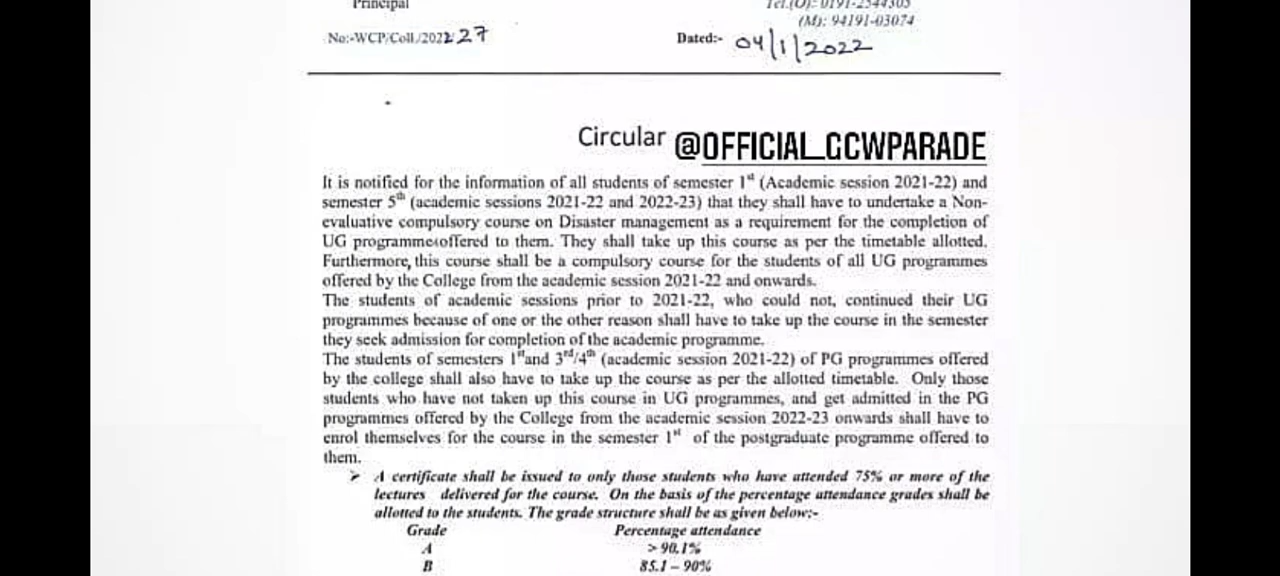 Principal
Tel.(O): 0191-2544305
(M): 94191-03074
No:-WCP/Coll./2022/27
Dated:- 04/1/2022
Circular @OFFICIAL_GCWPARADE
It is notified for the information of all students of semester 1st (Academic session 2021-22) and
semester 5th (academic sessions 2021-22 and 2022-23) that they shall have to undertake a Non-
evaluative compulsory course on Disaster management as a requirement for the completion of
UG programmes offered to them. They shall take up this course as per the timetable allotted.
Furthermore, this course shall be a compulsory course for the students of all UG programmes
offered by the College from the academic session 2021-22 and onwards.
The students of academic sessions prior to 2021-22, who could not, continued their UG
programmes because of one or the other reason shall have to take up the course in the semester
they seek admission for completion of the academic programme.
The students of semesters 1st and 3rd/4th (academic session 2021-22) of PG programmes offered
by the college shall also have to take up the course as per the allotted timetable. Only those
students who have not taken up this course in UG programmes, and get admitted in the PG
programmes offered by the College from the academic session 2022-23 onwards shall have to
enrol themselves for the course in the semester 1st of the postgraduate programme offered to
them.
➢ A certificate shall be issued to only those students who have attended 75% or more of the
lectures delivered for the course. On the basis of the percentage attendance grades shall be
allotted to the students. The grade structure shall be as given below:-
Grade Percentage attendance
A >90.1%
B 85.1 – 90%